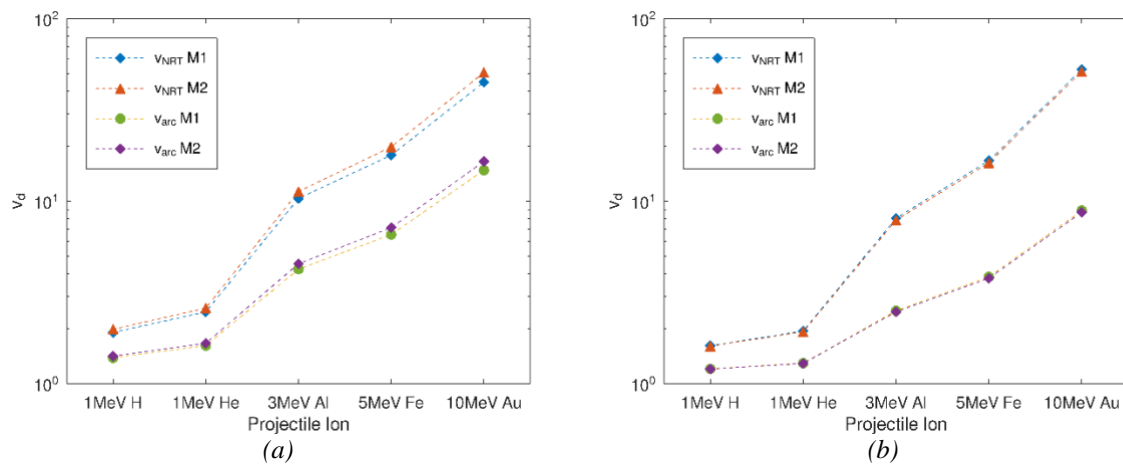 10²
v_NRT M1
v_NRT M2
v_arc M1
v_arc M2
v_d
10¹
10⁰
1MeV H 1MeV He 3MeV Al 5MeV Fe 10MeV Au
Projectile Ion
(a)
10²
v_NRT M1
v_NRT M2
v_arc M1
v_arc M2
v_d
10¹
10⁰
1MeV H 1MeV He 3MeV Al 5MeV Fe 10MeV Au
Projectile Ion
(b)